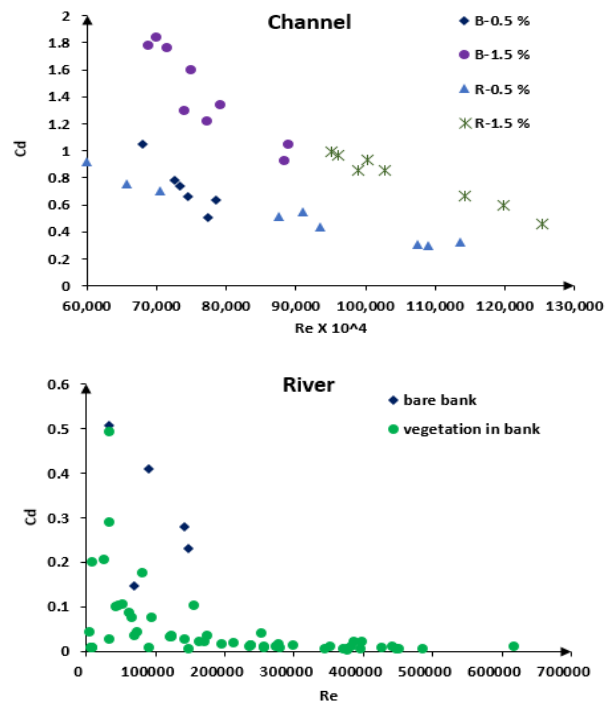 Channel
B-0.5 %
B-1.5 %
R-0.5 %
R-1.5 %
Cd
2
1.8
1.6
1.4
1.2
1
0.8
0.6
0.4
0.2
0
60,000 70,000 80,000 90,000 100,000 110,000 120,000 130,000
Re X 10^4
River
bare bank
vegetation in bank
Cd
0.6
0.5
0.4
0.3
0.2
0.1
0
0 100000 200000 300000 400000 500000 600000 700000
Re